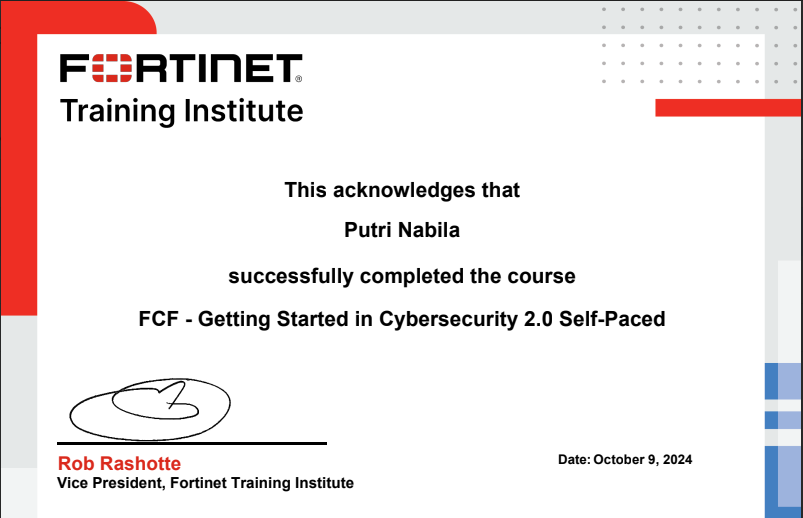 FORTINET®
Training Institute
This acknowledges that
Putri Nabila
successfully completed the course
FCF - Getting Started in Cybersecurity 2.0 Self-Paced
Rob Rashotte
Vice President, Fortinet Training Institute
Date: October 9, 2024